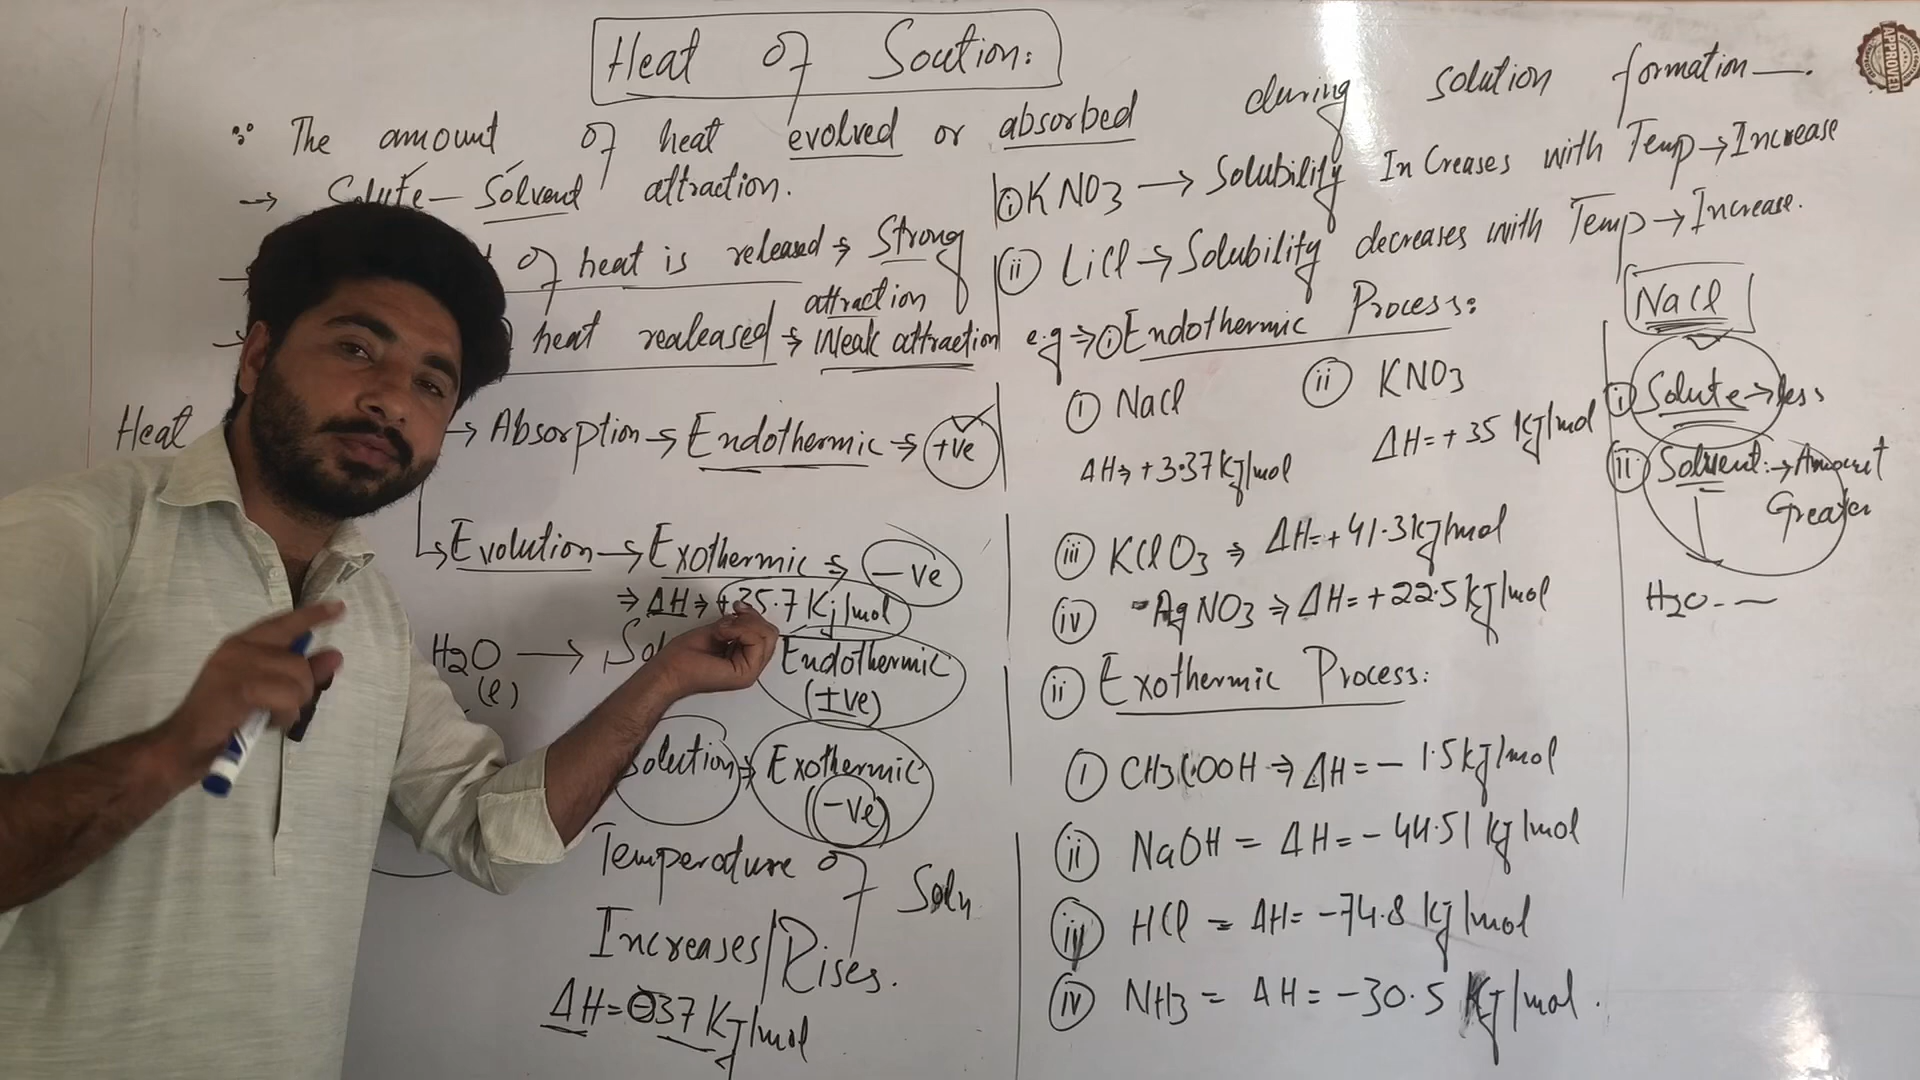 Heat of Soution:
The amount of heat evolved or absorbed during solution formation
→ Solute - Solvent attraction.
of heat is released → Strong
attraction
heat realeased → Weak attraction
Heat
→ Absorption → Endothermic → +ve
→ Evolution → Exothermic → -ve
→ ΔH → +35.7 Kj/mol
H2O → Sol
(l)
Endothermic
(+ve)
Solution → Exothermic
(-ve)
Temperature of Soln
Increases/Rises.
ΔH = -37 KJ/mol
i KNO3 → Solubility InCreases with Temp → Increase
ii LiCl → Solubility decreases with Temp → Increase.
e.g → i Endothermic Process:
i NaCl
ΔH → +3.37 KJ/mol
ii KNO3
ΔH = +35 KJ/mol
iii KClO3 → ΔH = +41.3 kJ/mol
iv AgNO3 → ΔH = +22.5 kJ/mol
ii Exothermic Process:
i CH3COOH → ΔH = - 1.5 kJ/mol
ii NaOH = ΔH = - 44.51 KJ/mol
iii HCl = ΔH = -74.8 KJ/mol
iv NH3 = ΔH = -30.5 KJ/mol.
NaCl
i Solute → less
ii Solvent: → Amount
Greater
H2O
APPROVED